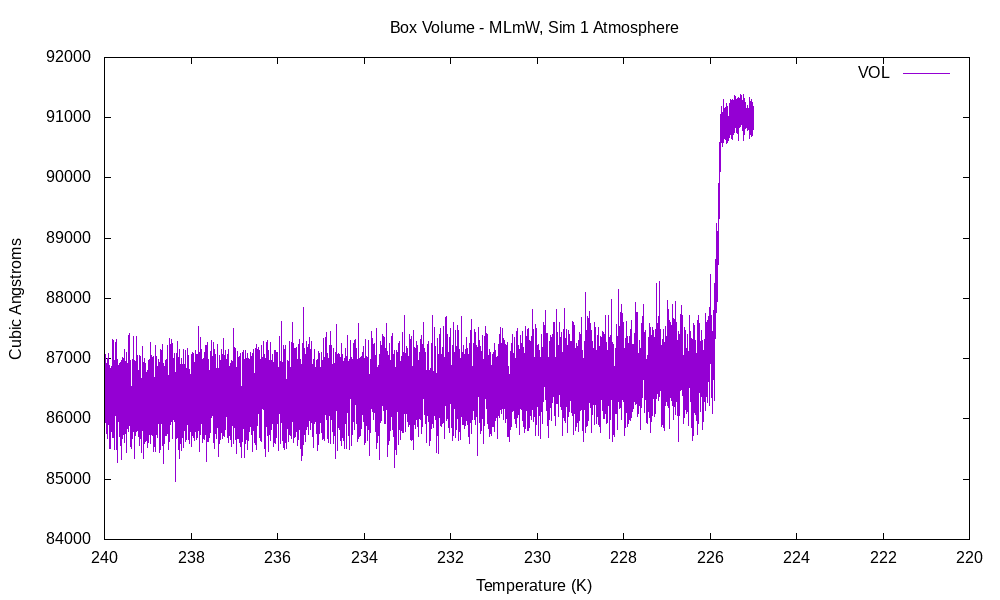 Box Volume - MLmW, Sim 1 Atmosphere
92000
VOL
91000
90000
89000
88000
87000
86000
85000
84000
Cubic Angstroms
240 238 236 234 232 230 228 226 224 222 220
Temperature (K)